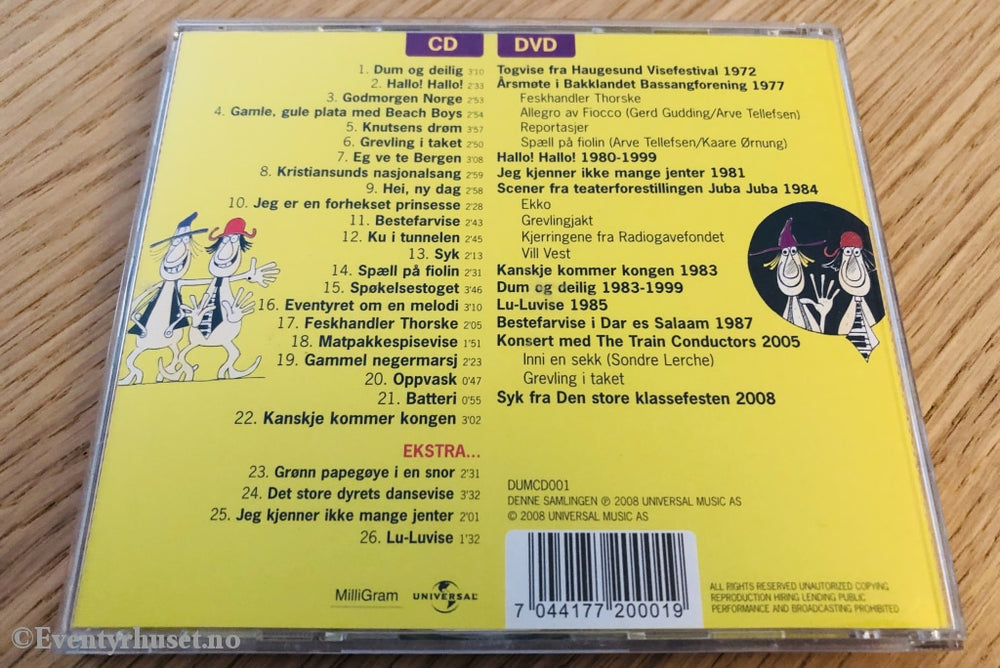 CD
1. Dum og deilig 3'10
2. Hallo! Hallo! 2'33
3. Godmorgen Norge 2'53
4. Gamle, gule plata med Beach Boys 2'54
5. Knutsens drøm 3'57
6. Grevling i taket 2'50
7. Eg ve te Bergen 3'08
8. Kristiansunds nasjonalsang 2'59
9. Hei, ny dag 2'58
10. Jeg er en forhekset prinsesse 2'28
11. Bestefarvise 2'43
12. Ku i tunnelen 2'45
13. Syk 2'13
14. Spæll på fiolin 2'31
15. Spøkelsestoget 3'46
16. Eventyret om en melodi 3'10
17. Feskhandler Thorske 2'05
18. Matpakkespisevise 1'51
19. Gammel negermarsj 2'23
20. Oppvask 0'47
21. Batteri 0'55
22. Kanskje kommer kongen 3'02
EKSTRA...
23. Grønn papegøye i en snor 2'31
24. Det store dyrets dansevise 3'32
25. Jeg kjenner ikke mange jenter 2'01
26. Lu-Luvise 1'32
MilliGram UNIVERSAL
DVD
Togvise fra Haugesund Visefestival 1972
Årsmøte i Bakklandet Bassangforening 1977
Feskhandler Thorske
Allegro av Fiocco (Gerd Gudding/Arve Tellefsen)
Reportasjer
Spæll på fiolin (Arve Tellefsen/Kaare Ørnung)
Hallo! Hallo! 1980-1999
Jeg kjenner ikke mange jenter 1981
Scener fra teaterforestillingen Juba Juba 1984
Ekko
Grevlingjakt
Kjerringene fra Radiogavefondet
Vill Vest
Kanskje kommer kongen 1983
Dum og deilig 1983-1999
Lu-Luvise 1985
Bestefarvise i Dar es Salaam 1987
Konsert med The Train Conductors 2005
Inni en sekk (Sondre Lerche)
Grevling i taket
Syk fra Den store klassefesten 2008
DUMCD001
DENNE SAMLINGEN ℗ 2008 UNIVERSAL MUSIC AS
© 2008 UNIVERSAL MUSIC AS
7 044177 200019
ALL RIGHTS RESERVED UNAUTORIZED COPYING
REPRODUCTION HIRING LENDING PUBLIC
PERFORMANCE AND BROADCASTING PROHIBITED
©Eventyrhuset.no